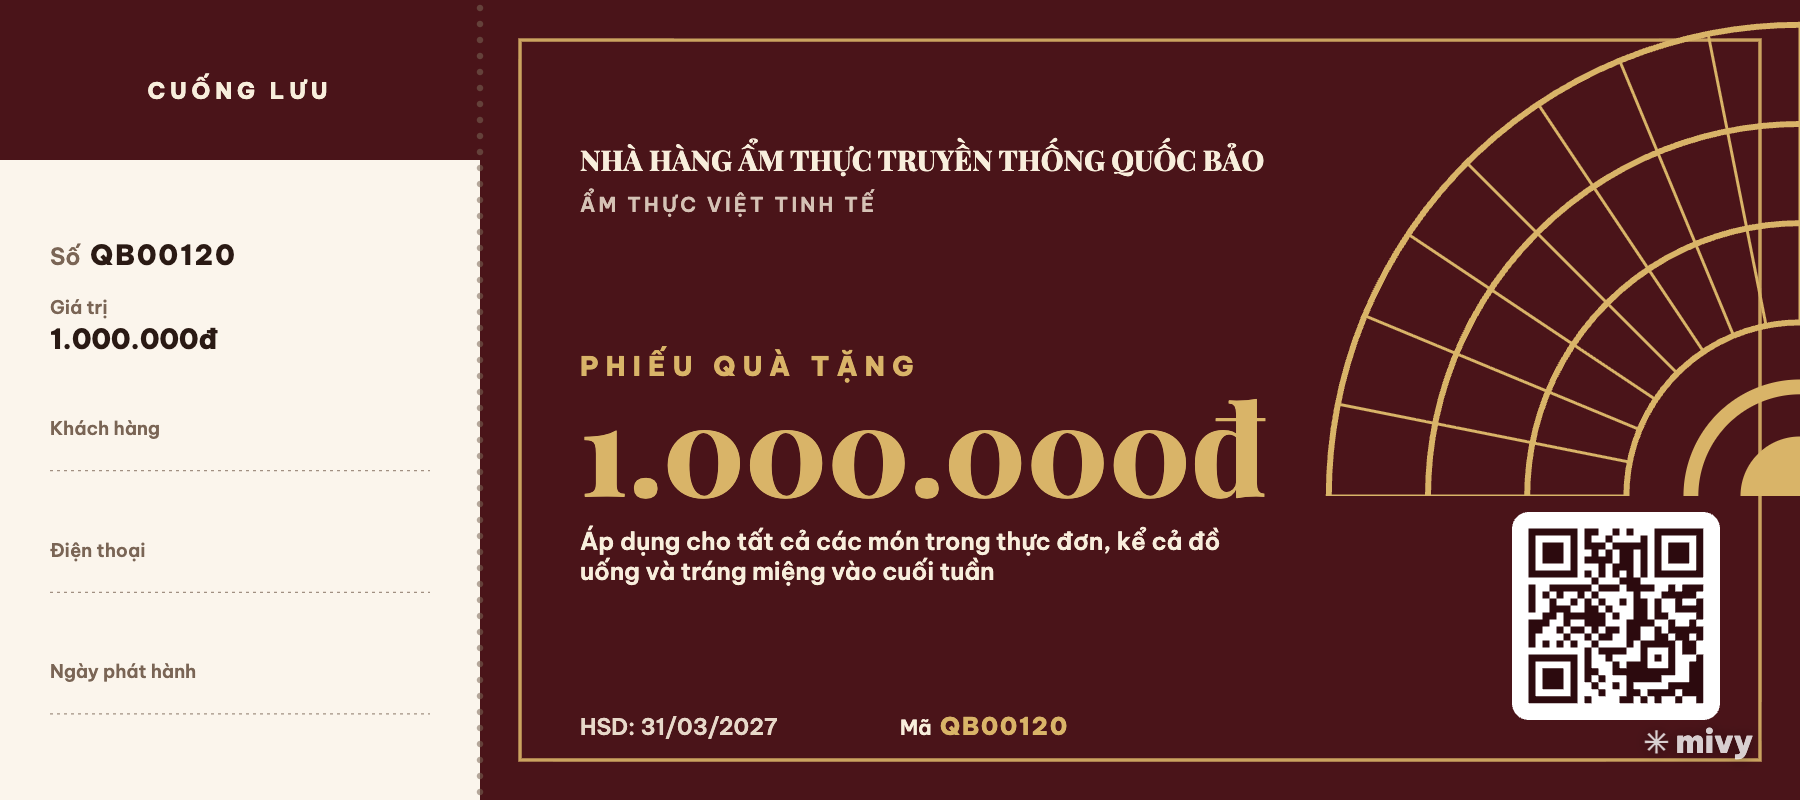 CUỐNG LƯU
Số QB00120
Giá trị
1.000.000đ
Khách hàng
Điện thoại
Ngày phát hành
NHÀ HÀNG ẨM THỰC TRUYỀN THỐNG QUỐC BẢO
ẨM THỰC VIỆT TINH TẾ
PHIẾU QUÀ TẶNG
1.000.000đ
Áp dụng cho tất cả các món trong thực đơn, kể cả đồ
uống và tráng miệng vào cuối tuần
HSD: 31/03/2027
Mã QB00120
mivy